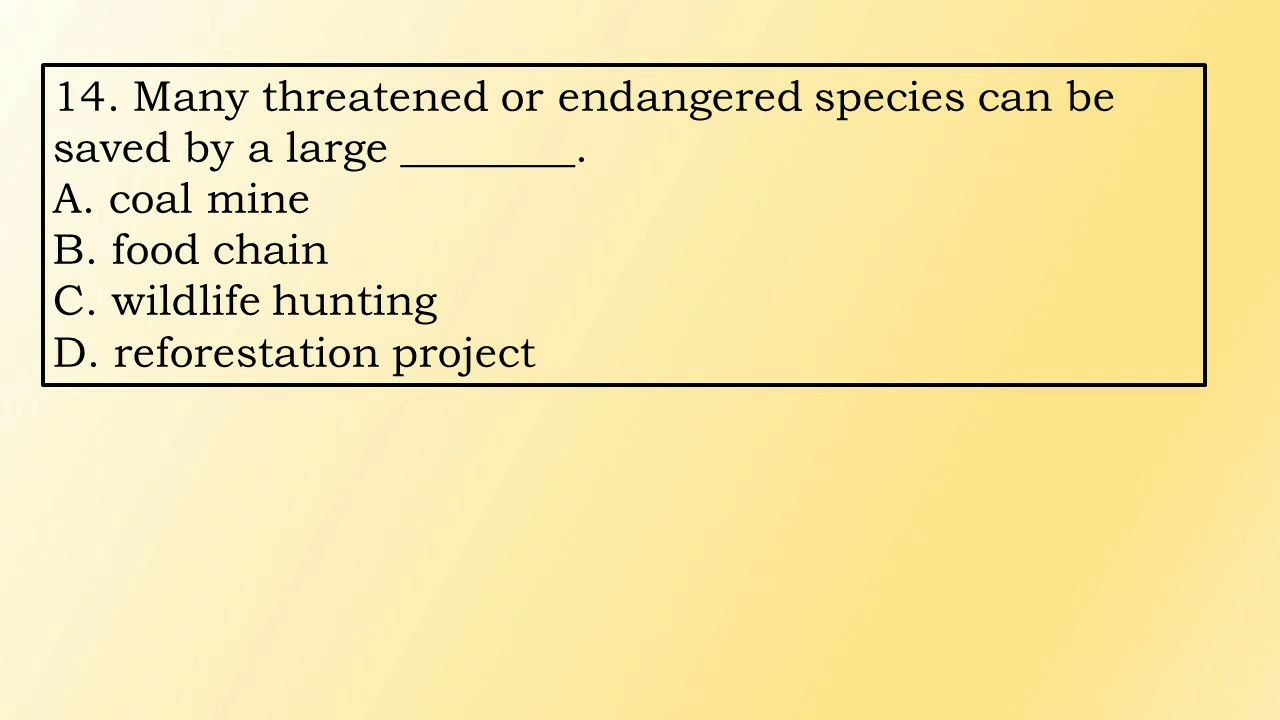 14. Many threatened or endangered species can be
saved by a large ________.
A. coal mine
B. food chain
C. wildlife hunting
D. reforestation project